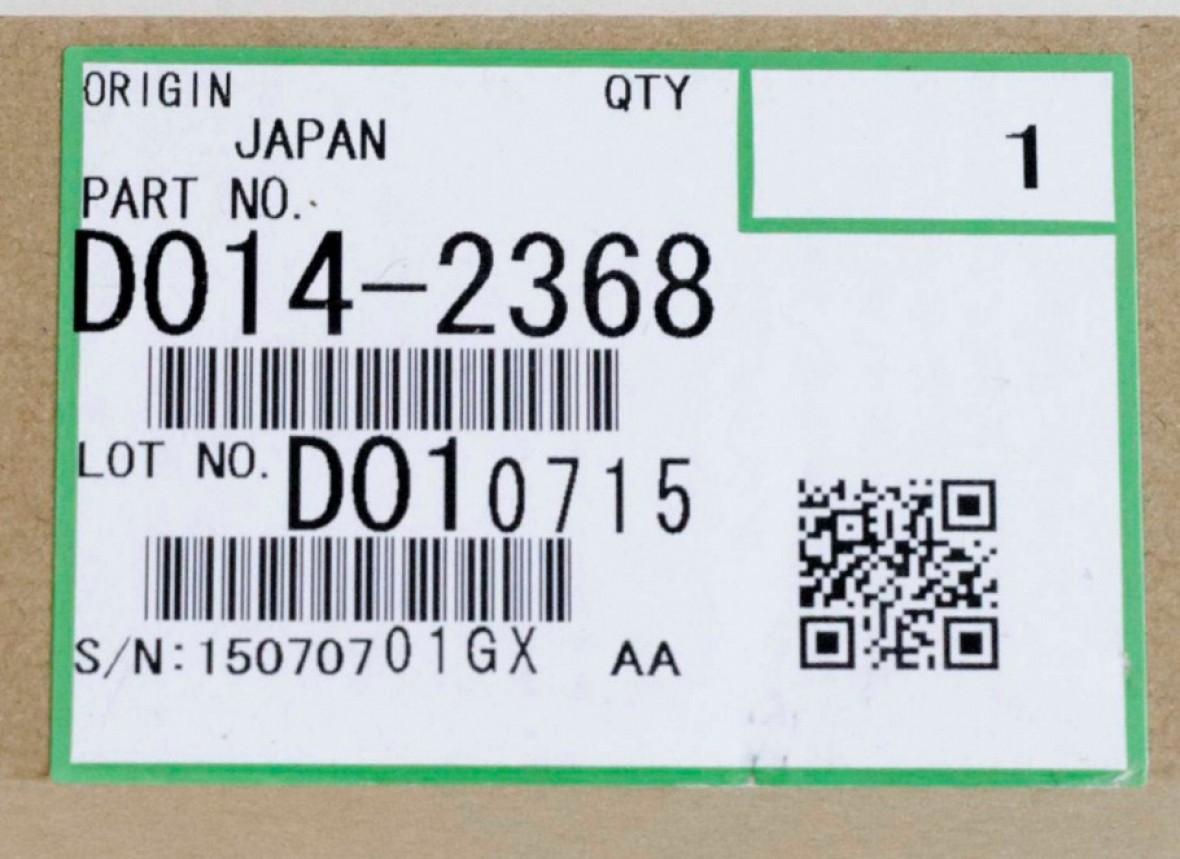 ORIGIN QTY
JAPAN 1
PART NO.
D014-2368
LOT NO. D010715
S/N:15070701GX AA